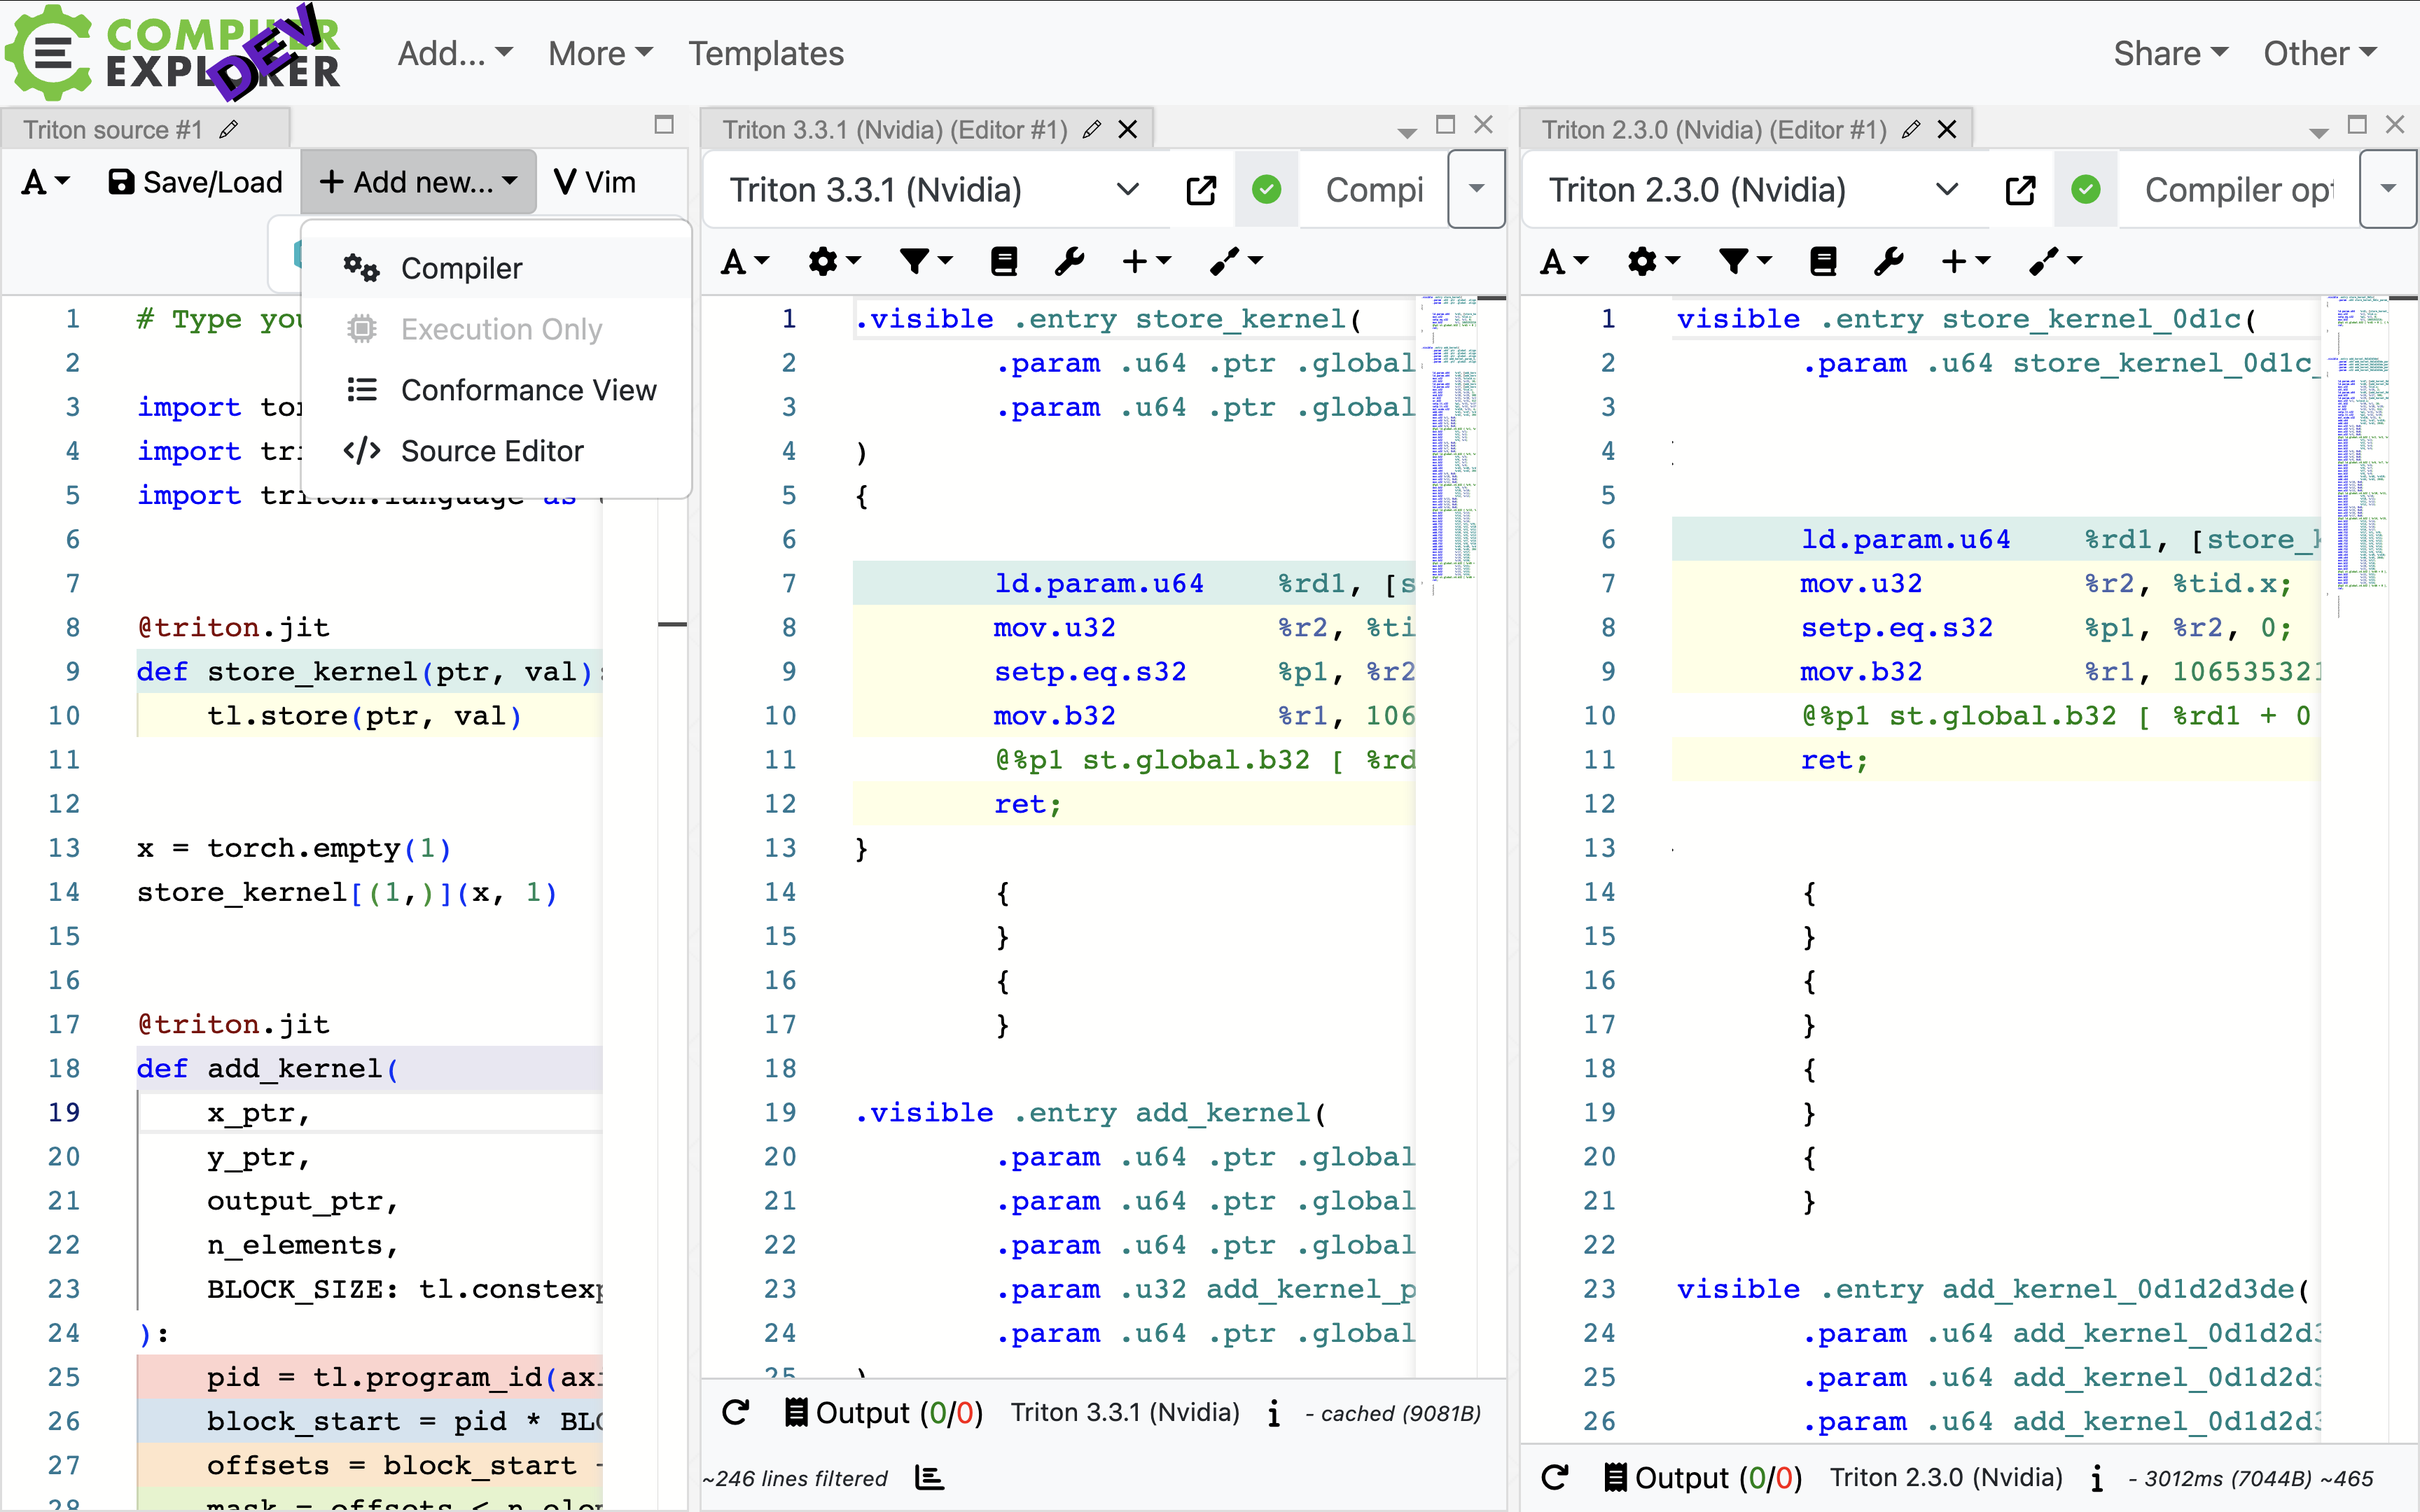 COMPILER EXPLORER DEV
Add... More Templates Share Other
Triton source #1
A Save/Load + Add new... V Vim
Compiler
Execution Only
Conformance View
Source Editor
1 # Type you
2
3 import tor
4 import tri
5 import triton.language as
6
7
8 @triton.jit
9 def store_kernel(ptr, val):
10 tl.store(ptr, val)
11
12
13 x = torch.empty(1)
14 store_kernel[(1,)](x, 1)
15
16
17 @triton.jit
18 def add_kernel(
19 x_ptr,
20 y_ptr,
21 output_ptr,
22 n_elements,
23 BLOCK_SIZE: tl.constexp
24 ):
25 pid = tl.program_id(axi
26 block_start = pid * BLO
27 offsets = block_start
28 mask = offsets < n_elem
Triton 3.3.1 (Nvidia) (Editor #1)
Triton 3.3.1 (Nvidia) Compi
A
1 .visible .entry store_kernel(
2 .param .u64 .ptr .global
3 .param .u64 .ptr .global
4 )
5 {
6
7 ld.param.u64 %rd1, [s
8 mov.u32 %r2, %ti
9 setp.eq.s32 %p1, %r2
10 mov.b32 %r1, 106
11 @%p1 st.global.b32 [ %rd
12 ret;
13 }
14 {
15 }
16 {
17 }
18
19 .visible .entry add_kernel(
20 .param .u64 .ptr .global
21 .param .u64 .ptr .global
22 .param .u64 .ptr .global
23 .param .u32 add_kernel_p
24 .param .u64 .ptr .global
25 )
Output (0/0) Triton 3.3.1 (Nvidia) i - cached (9081B)
~246 lines filtered
Triton 2.3.0 (Nvidia) (Editor #1)
Triton 2.3.0 (Nvidia) Compiler opt
A
1 visible .entry store_kernel_0d1c(
2 .param .u64 store_kernel_0d1c_
3
4
5
6 ld.param.u64 %rd1, [store_k
7 mov.u32 %r2, %tid.x;
8 setp.eq.s32 %p1, %r2, 0;
9 mov.b32 %r1, 106535321
10 @%p1 st.global.b32 [ %rd1 + 0
11 ret;
12
13
14 {
15 }
16 {
17 }
18 {
19 }
20 {
21 }
22
23 visible .entry add_kernel_0d1d2d3de(
24 .param .u64 add_kernel_0d1d2d3
25 .param .u64 add_kernel_0d1d2d3
26 .param .u64 add_kernel_0d1d2d3
Output (0/0) Triton 2.3.0 (Nvidia) i - 3012ms (7044B) ~465